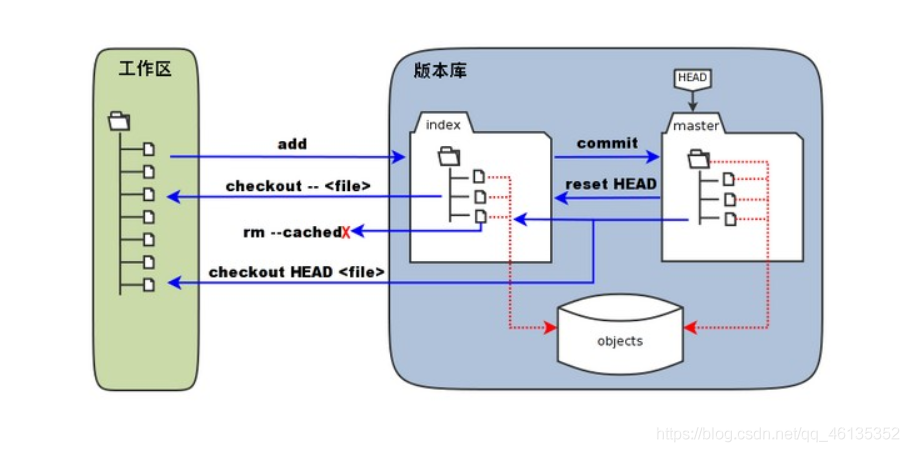 工作区
版本库
HEAD
index
master
add
commit
checkout -- <file>
reset HEAD
rm --cached
X
checkout HEAD <file>
objects
https://blog.csdn.net/qq_46135352